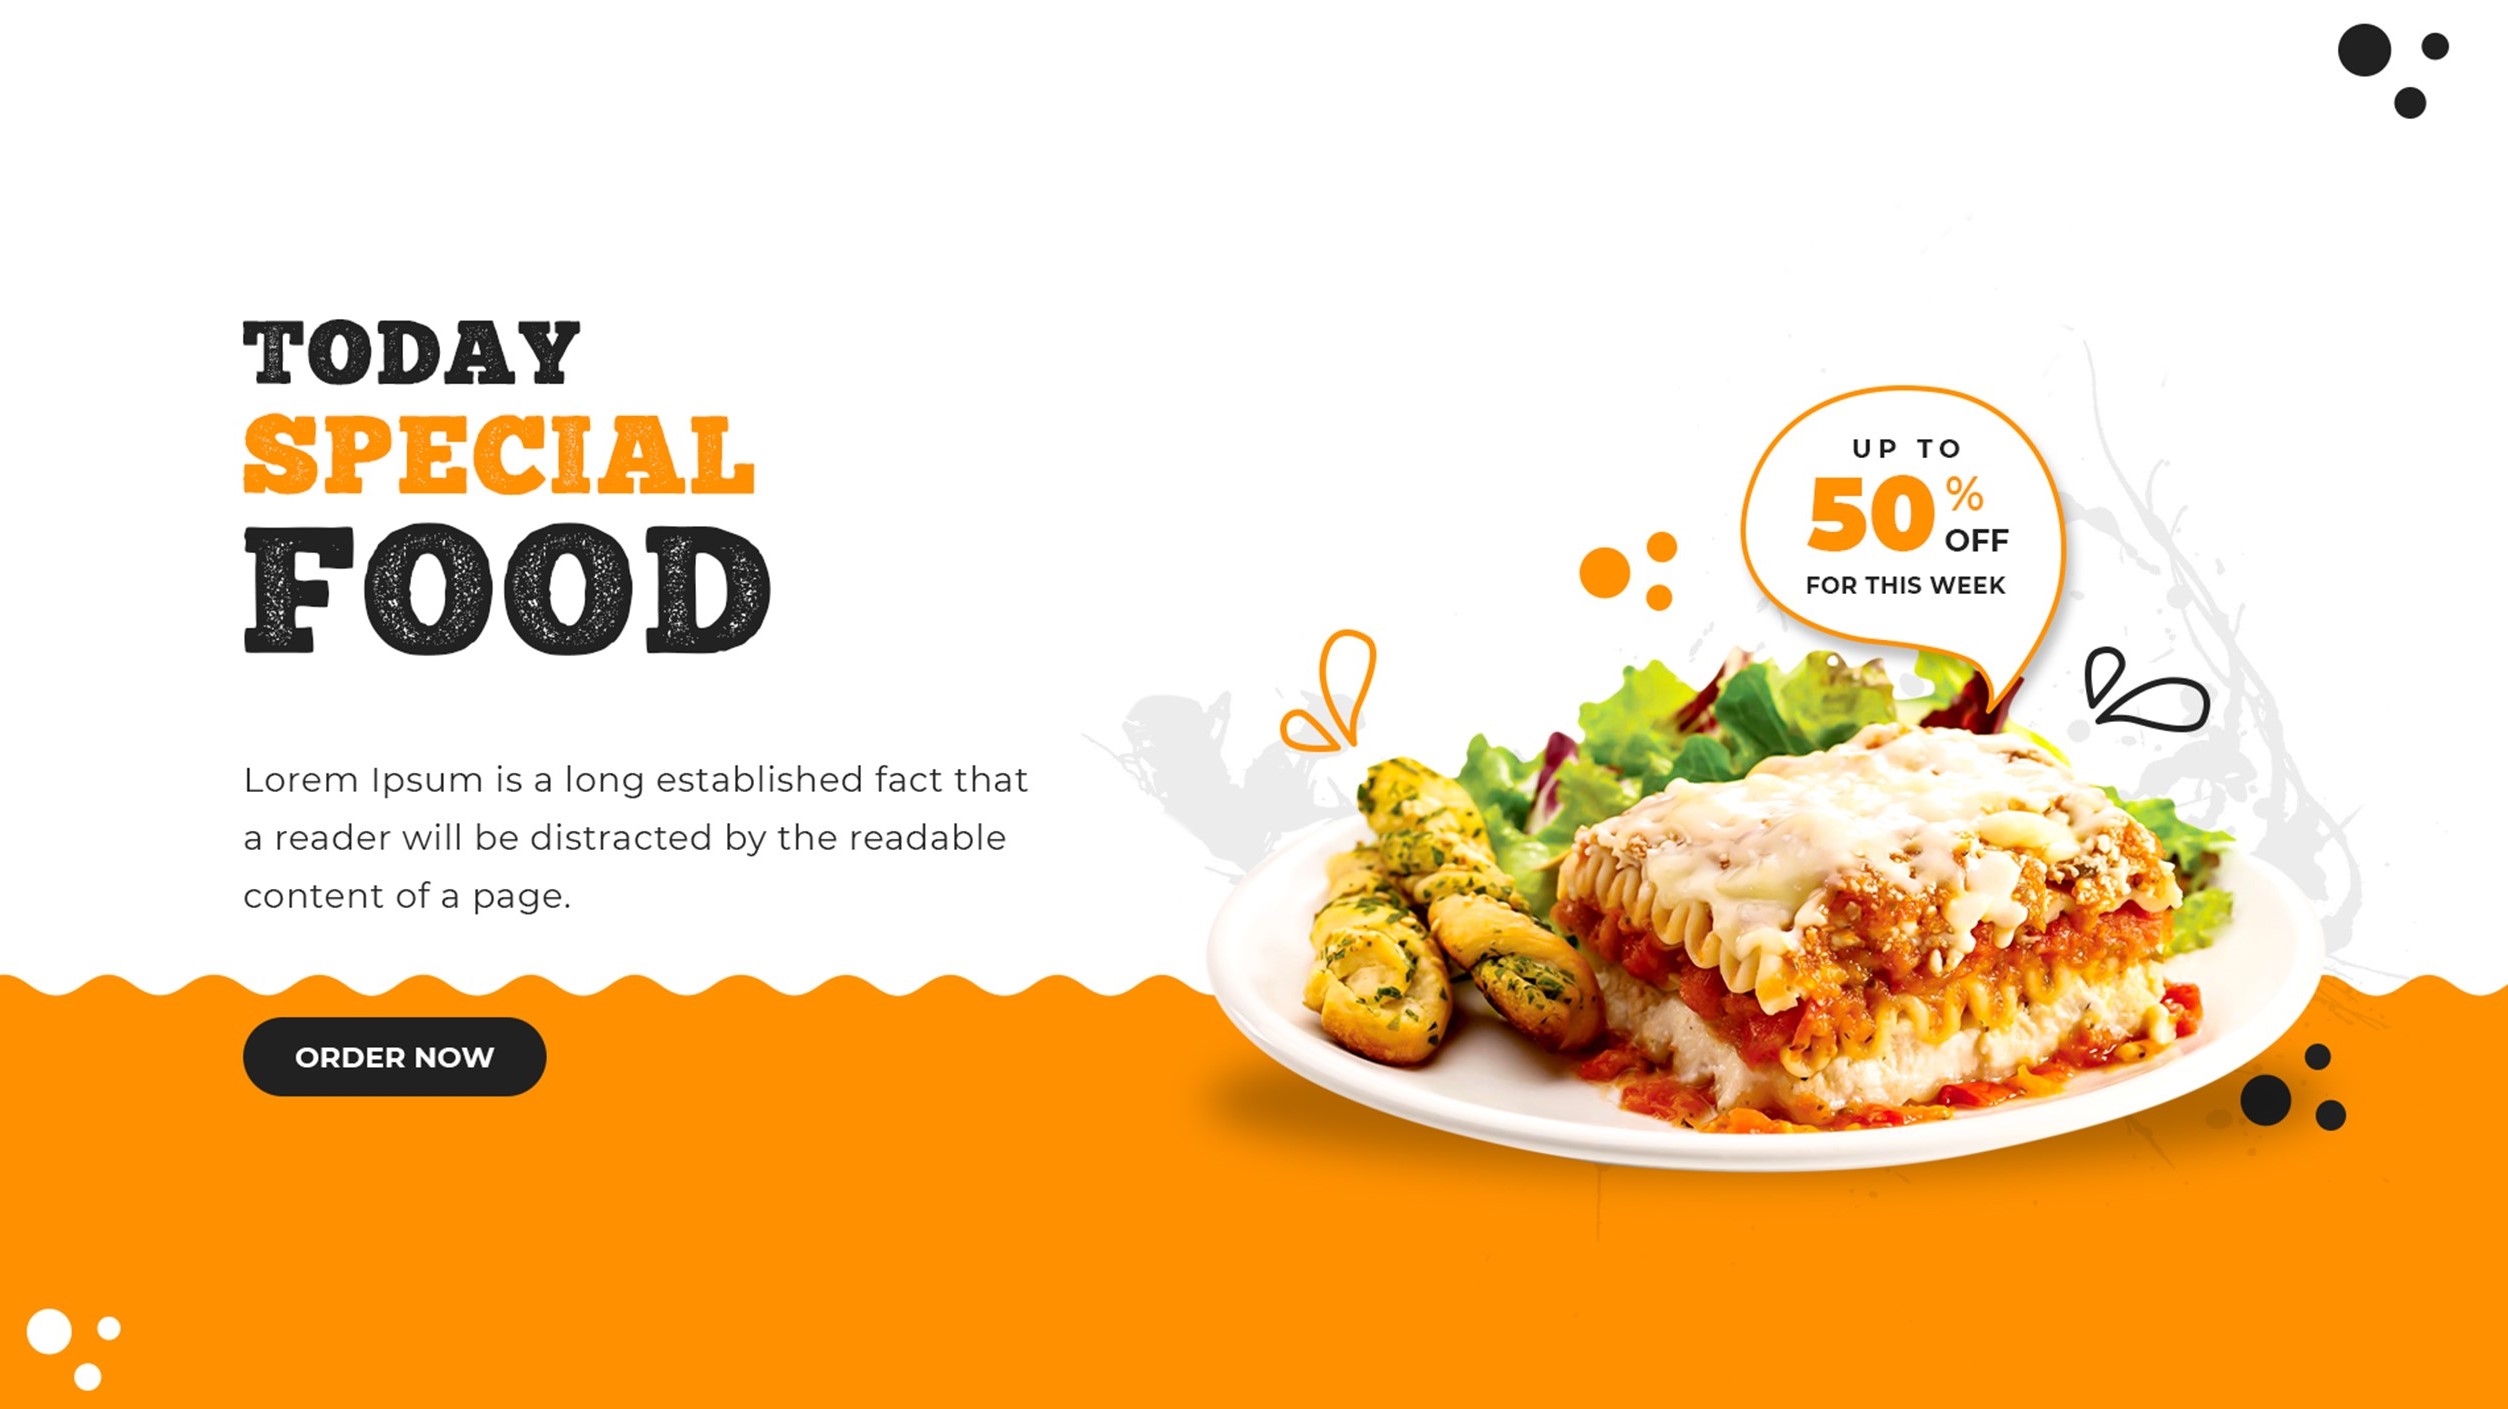 TODAY
SPECIAL
FOOD
Lorem Ipsum is a long established fact that
a reader will be distracted by the readable
content of a page.
ORDER NOW
UP TO
50%
OFF
FOR THIS WEEK